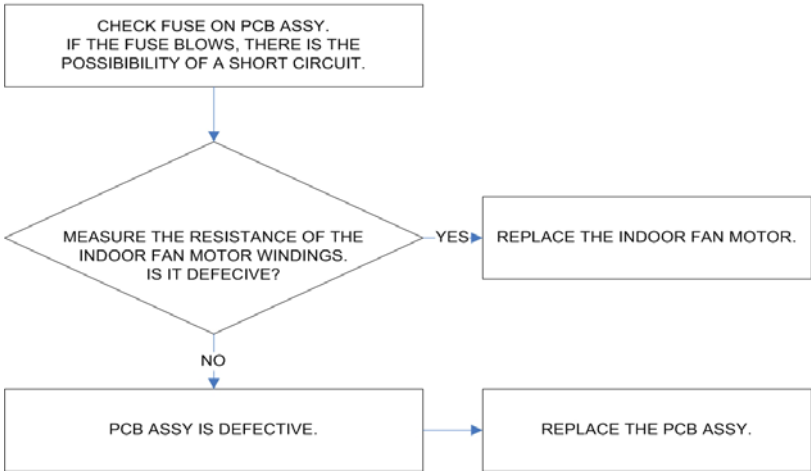 CHECK FUSE ON PCB ASSY.
IF THE FUSE BLOWS, THERE IS THE
POSSIBIBILITY OF A SHORT CIRCUIT.
MEASURE THE RESISTANCE OF THE
INDOOR FAN MOTOR WINDINGS.
IS IT DEFECIVE?
YES
REPLACE THE INDOOR FAN MOTOR.
NO
PCB ASSY IS DEFECTIVE.
REPLACE THE PCB ASSY.